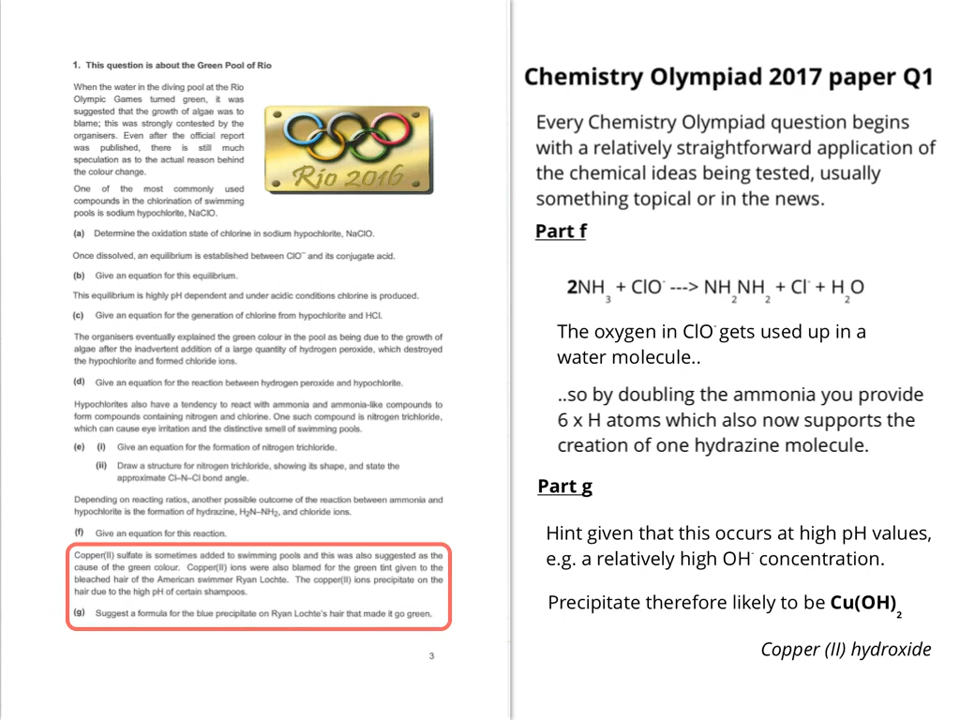 1. This question is about the Green Pool of Rio
When the water in the diving pool at the Rio
Olympic Games turned green, it was
suggested that the growth of algae was to
blame; this was strongly contested by the
organisers. Even after the official report
was published, there is still much
speculation as to the actual reason behind
the colour change.
Rio 2016
One of the most commonly used
compounds in the chlorination of swimming
pools is sodium hypochlorite, NaClO.
(a) Determine the oxidation state of chlorine in sodium hypochlorite, NaClO.
Once dissolved, an equilibrium is established between ClO⁻ and its conjugate acid.
(b) Give an equation for this equilibrium.
This equilibrium is highly pH dependent and under acidic conditions chlorine is produced.
(c) Give an equation for the generation of chlorine from hypochlorite and HCl.
The organisers eventually explained the green colour in the pool as being due to the growth of
algae after the inadvertent addition of a large quantity of hydrogen peroxide, which destroyed
the hypochlorite and formed chloride ions.
(d) Give an equation for the reaction between hydrogen peroxide and hypochlorite.
Hypochlorites also have a tendency to react with ammonia and ammonia-like compounds to
form compounds containing nitrogen and chlorine. One such compound is nitrogen trichloride,
which can cause eye irritation and the distinctive smell of swimming pools.
(e) (i) Give an equation for the formation of nitrogen trichloride.
(ii) Draw a structure for nitrogen trichloride, showing its shape, and state the
approximate Cl–N–Cl bond angle.
Depending on reacting ratios, another possible outcome of the reaction between ammonia and
hypochlorite is the formation of hydrazine, H₂N–NH₂, and chloride ions.
(f) Give an equation for this reaction.
Copper(II) sulfate is sometimes added to swimming pools and this was also suggested as the
cause of the green colour. Copper(II) ions were also blamed for the green tint given to the
bleached hair of the American swimmer Ryan Lochte. The copper(II) ions precipitate on the
hair due to the high pH of certain shampoos.
(g) Suggest a formula for the blue precipitate on Ryan Lochte's hair that made it go green.
3
Chemistry Olympiad 2017 paper Q1
Every Chemistry Olympiad question begins
with a relatively straightforward application of
the chemical ideas being tested, usually
something topical or in the news.
Part f
2NH₃ + ClO⁻ ---> NH₂NH₂ + Cl⁻ + H₂O
The oxygen in ClO⁻ gets used up in a
water molecule..
..so by doubling the ammonia you provide
6 x H atoms which also now supports the
creation of one hydrazine molecule.
Part g
Hint given that this occurs at high pH values,
e.g. a relatively high OH⁻ concentration.
Precipitate therefore likely to be Cu(OH)₂
Copper (II) hydroxide